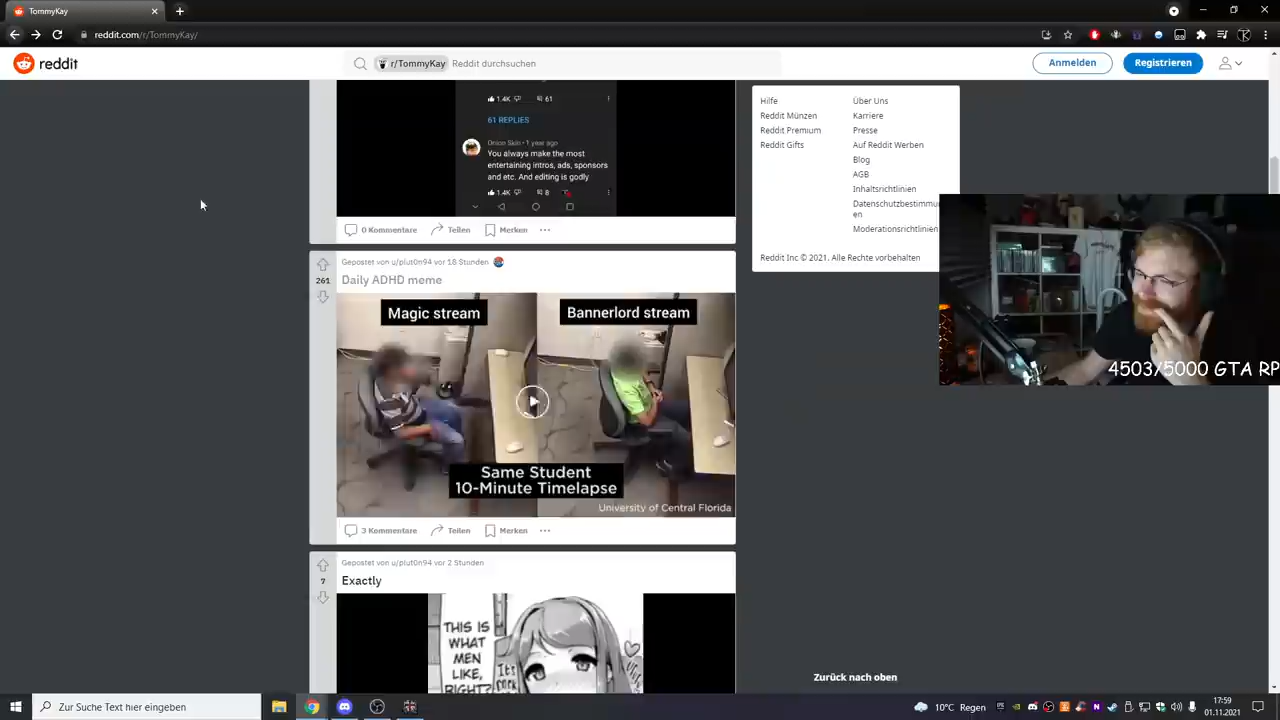 TommyKay
reddit.com/r/TommyKay/
reddit
r/TommyKay
Reddit durchsuchen
Anmelden
Registrieren
1.4K
61
61 REPLIES
1 year ago
You always make the most
entertaining intros, ads, sponsors
and etc. And editing is godly
1.4K
8
0 Kommentare
Teilen
Merken
Gepostet von u/plut0n94 vor 18 Stunden
261
Daily ADHD meme
Magic stream
Bannerlord stream
Same Student
10-Minute Timelapse
University of Central Florida
3 Kommentare
Teilen
Merken
Gepostet von u/plut0n94 vor 2 Stunden
7
Exactly
THIS IS
WHAT
MEN
LIKE,
RIGHT?
It's
Hilfe
Über Uns
Reddit Münzen
Karriere
Reddit Premium
Presse
Reddit Gifts
Auf Reddit Werben
Blog
AGB
Inhaltsrichtlinien
Datenschutzbestimmu
en
Moderationsrichtlinien
Reddit Inc © 2021. Alle Rechte vorbehalten
4503/5000 GTA RP
Zurück nach oben
Zur Suche Text hier eingeben
10°C Regen
17:59
01.11.2021